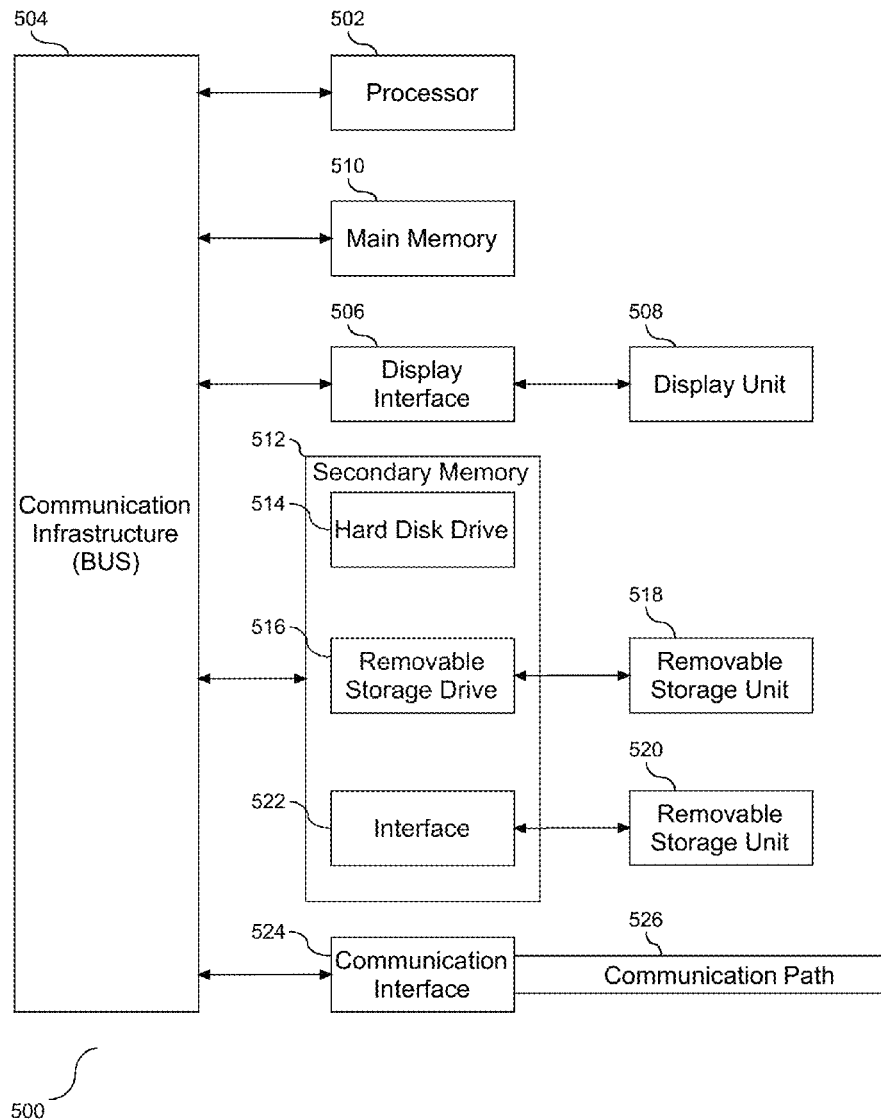 504
502
Processor
510
Main Memory
506
508
Display
Interface
Display Unit
512
Secondary Memory
514
Hard Disk Drive
Communication
Infrastructure
(BUS)
516
518
Removable
Storage Drive
Removable
Storage Unit
520
522
Interface
Removable
Storage Unit
524
526
Communication
Interface
Communication Path
500